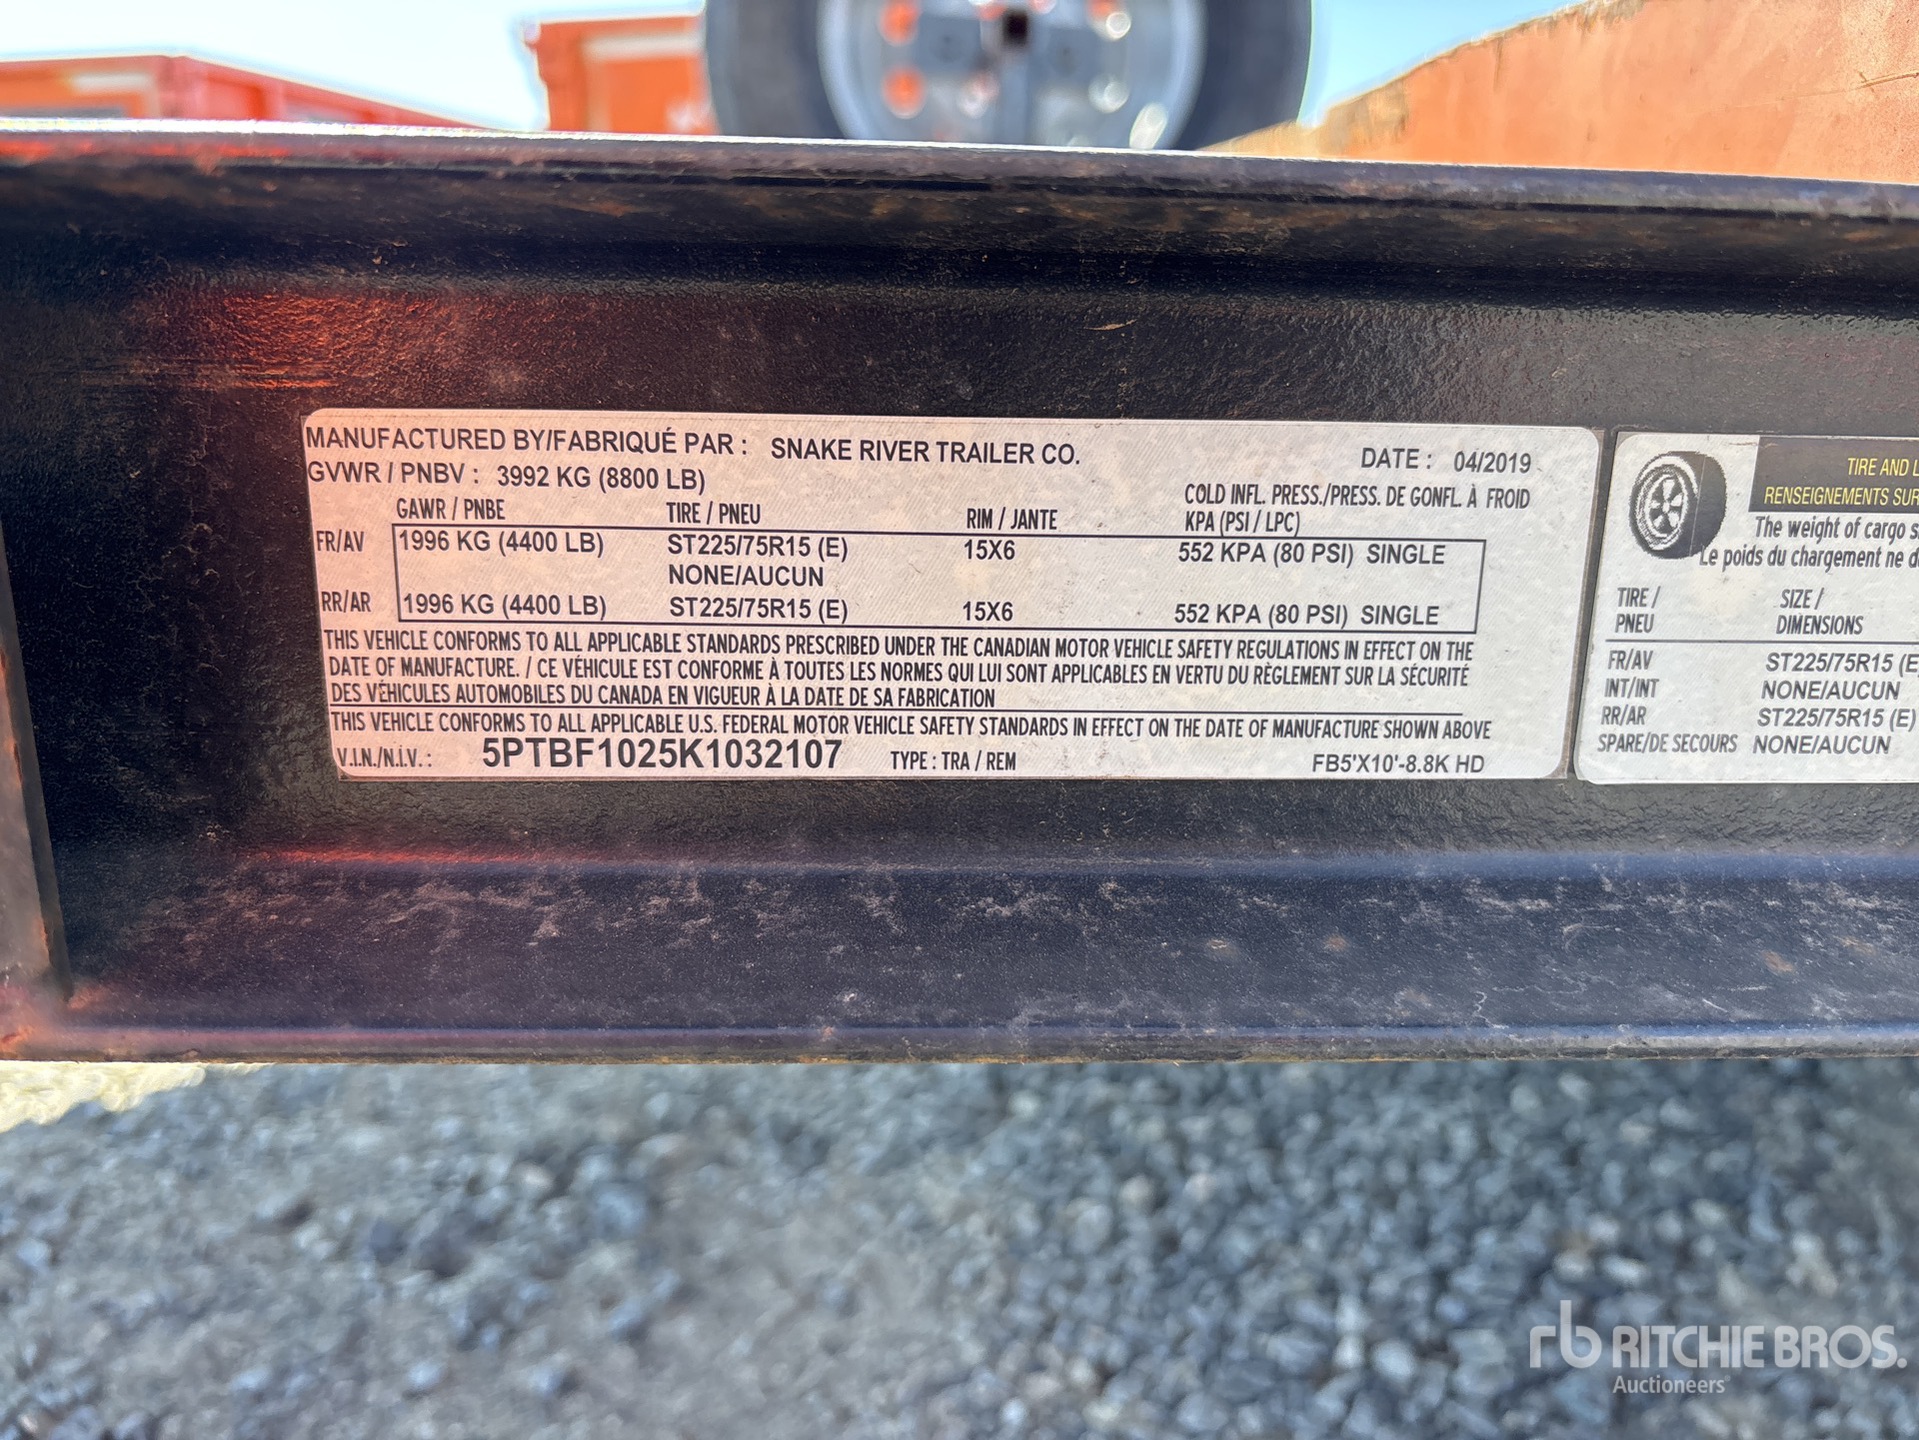 MANUFACTURED BY/FABRIQUÉ PAR : SNAKE RIVER TRAILER CO. DATE : 04/2019
GVWR / PNBV : 3992 KG (8800 LB)
GAWR / PNBE TIRE / PNEU RIM / JANTE COLD INFL. PRESS./PRESS. DE GONFL. À FROID
KPA (PSI / LPC)
FR/AV 1996 KG (4400 LB) ST225/75R15 (E) 15X6 552 KPA (80 PSI) SINGLE
NONE/AUCUN
RR/AR 1996 KG (4400 LB) ST225/75R15 (E) 15X6 552 KPA (80 PSI) SINGLE
THIS VEHICLE CONFORMS TO ALL APPLICABLE STANDARDS PRESCRIBED UNDER THE CANADIAN MOTOR VEHICLE SAFETY REGULATIONS IN EFFECT ON THE
DATE OF MANUFACTURE. / CE VÉHICULE EST CONFORME À TOUTES LES NORMES QUI LUI SONT APPLICABLES EN VERTU DU RÈGLEMENT SUR LA SÉCURITÉ
DES VÉHICULES AUTOMOBILES DU CANADA EN VIGUEUR À LA DATE DE SA FABRICATION
THIS VEHICLE CONFORMS TO ALL APPLICABLE U.S. FEDERAL MOTOR VEHICLE SAFETY STANDARDS IN EFFECT ON THE DATE OF MANUFACTURE SHOWN ABOVE
V.I.N./N.I.V. : 5PTBF1025K1032107 TYPE : TRA / REM FB5'X10'-8.8K HD
TIRE AND
RENSEIGNEMENTS SUR
The weight of cargo
Le poids du chargement ne
TIRE / SIZE /
PNEU DIMENSIONS
FR/AV ST225/75R15 (E
INT/INT NONE/AUCUN
RR/AR ST225/75R15 (E)
SPARE/DE SECOURS NONE/AUCUN
rb RITCHIE BROS.
Auctioneers